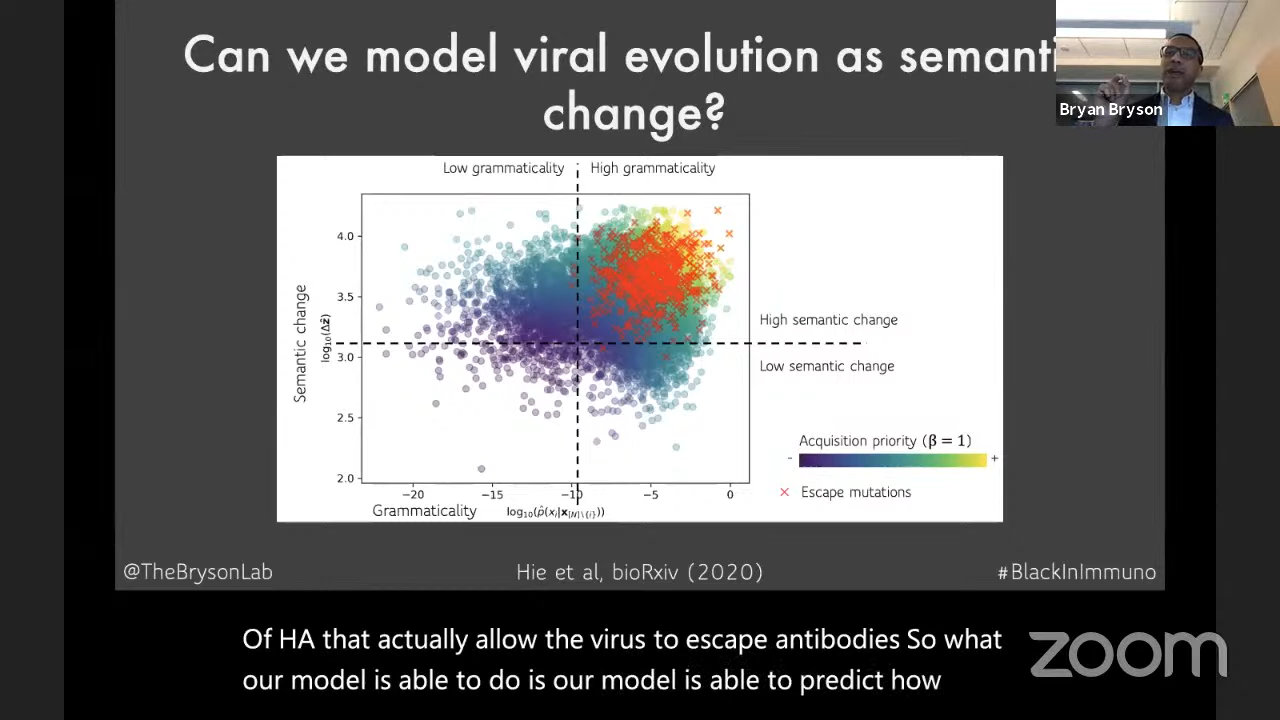 Can we model viral evolution as semanti
change?
Bryan Bryson
Low grammaticality
High grammaticality
4.0
3.5
3.0
2.5
2.0
Semantic change
log₁₀(Δẑ)
High semantic change
Low semantic change
Acquisition priority (β = 1)
- +
× Escape mutations
−20 −15 −10 −5 0
Grammaticality
log₁₀(p̂(xᵢ|x[N]\{i}))
@TheBrysonLab
Hie et al, bioRxiv (2020)
#BlackInImmuno
Of HA that actually allow the virus to escape antibodies So what
our model is able to do is our model is able to predict how
zoom